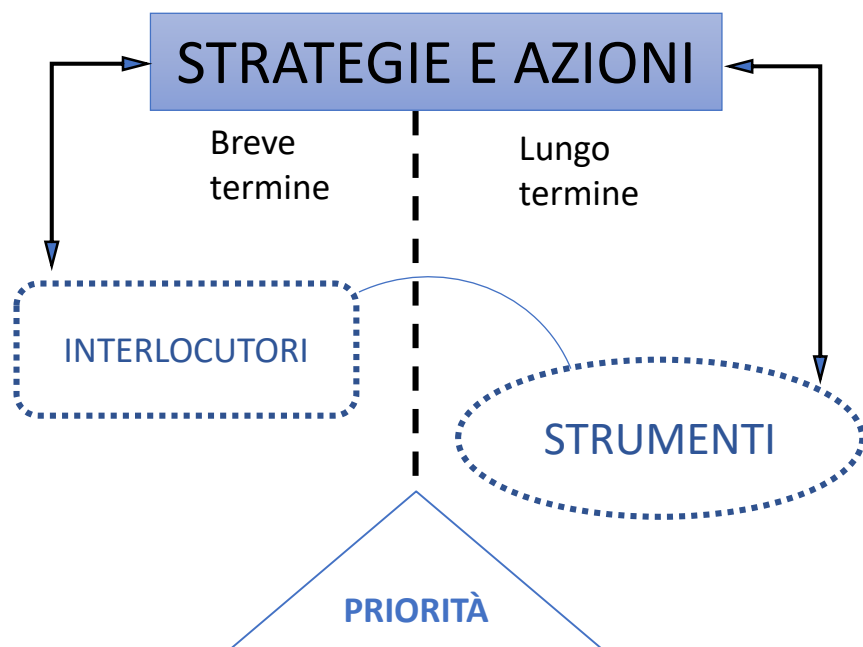 STRATEGIE E AZIONI
Breve
termine
Lungo
termine
INTERLOCUTORI
STRUMENTI
PRIORITÀ